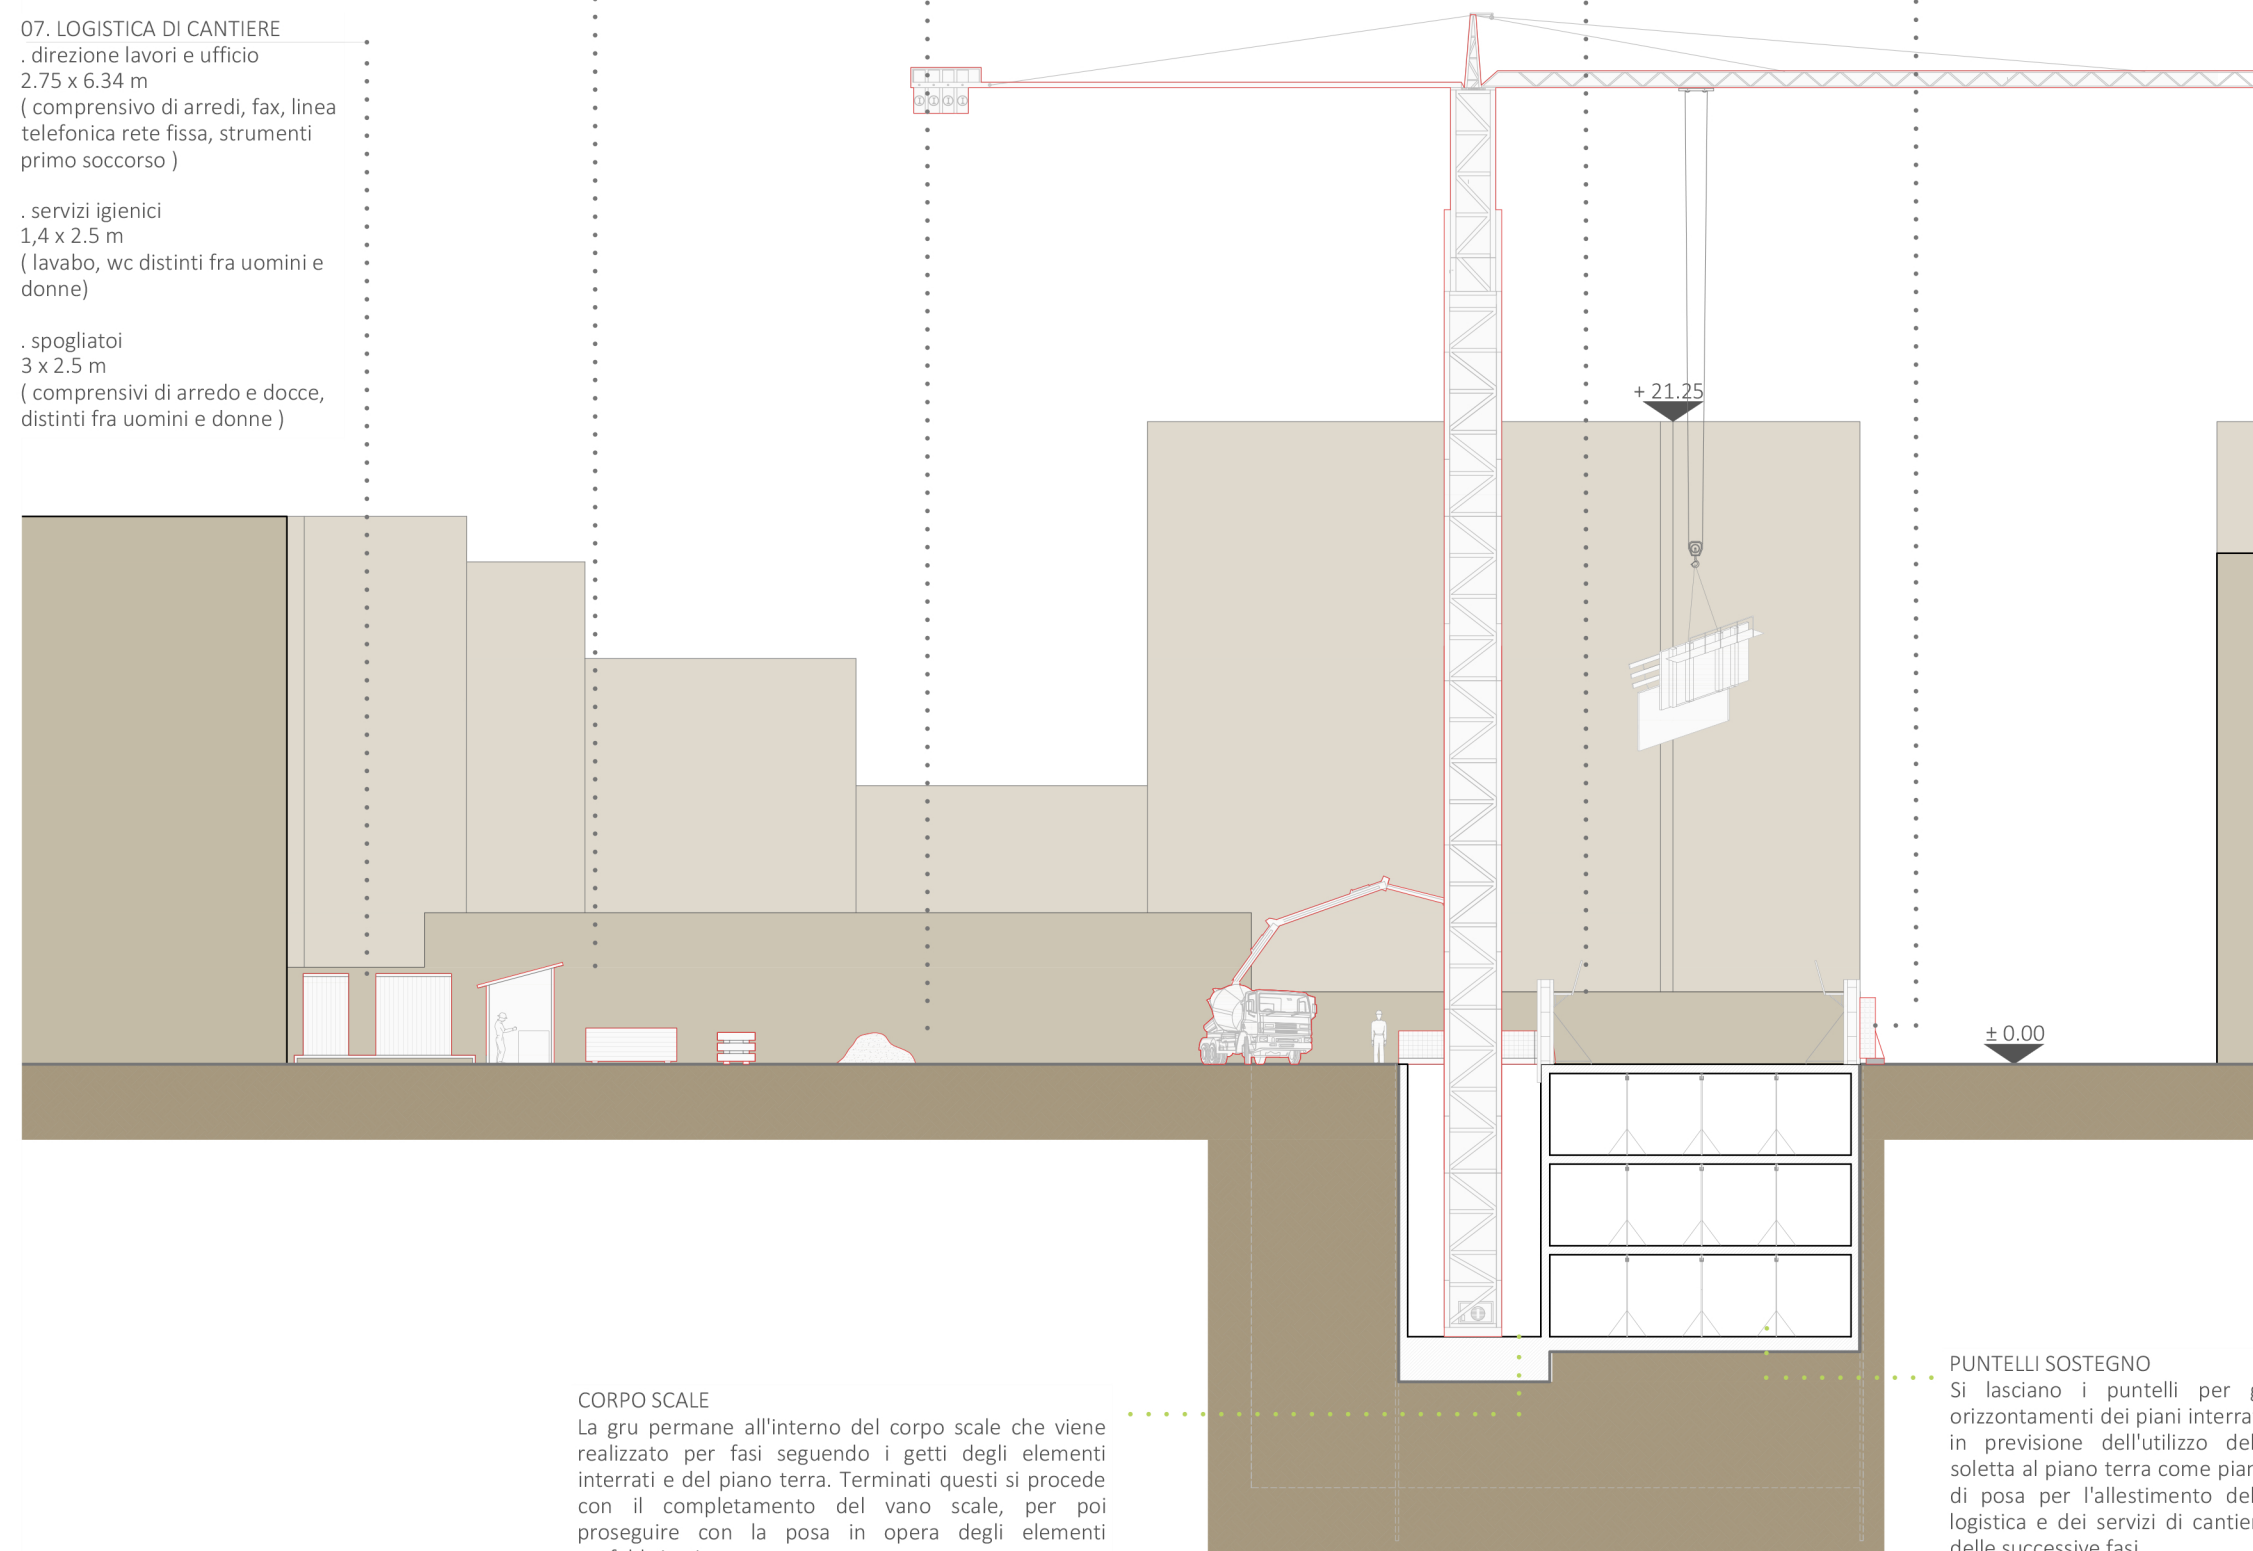 07. LOGISTICA DI CANTIERE
. direzione lavori e ufficio
2.75 x 6.34 m
( comprensivo di arredi, fax, linea
telefonica rete fissa, strumenti
primo soccorso )
. servizi igienici
1,4 x 2.5 m
( lavabo, wc distinti fra uomini e
donne)
. spogliatoi
3 x 2.5 m
( comprensivi di arredo e docce,
distinti fra uomini e donne )
+ 21.25
± 0.00
CORPO SCALE
La gru permane all'interno del corpo scale che viene
realizzato per fasi seguendo i getti degli elementi
interrati e del piano terra. Terminati questi si procede
con il completamento del vano scale, per poi
proseguire con la posa in opera degli elementi
PUNTELLI SOSTEGNO
Si lasciano i puntelli per
orizzontamenti dei piani interra
in previsione dell'utilizzo del
soletta al piano terra come pian
di posa per l'allestimento del
logistica e dei servizi di cantier
delle successive fasi